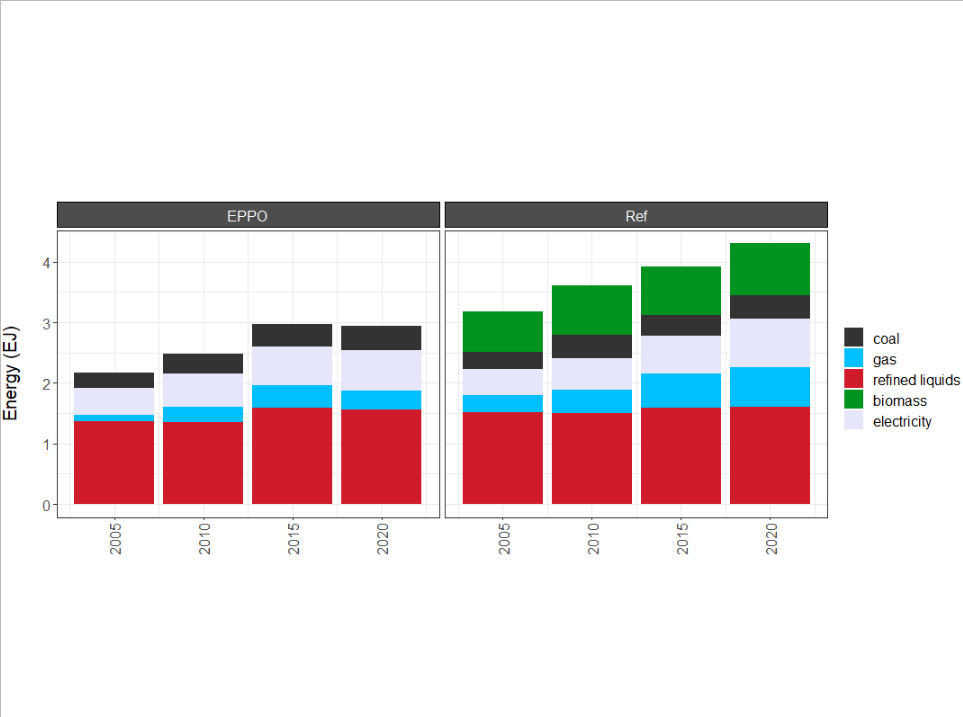 EPPO
Ref
Energy (EJ)
4
3
2
1
0
2005
2010
2015
2020
2005
2010
2015
2020
coal
gas
refined liquids
biomass
electricity